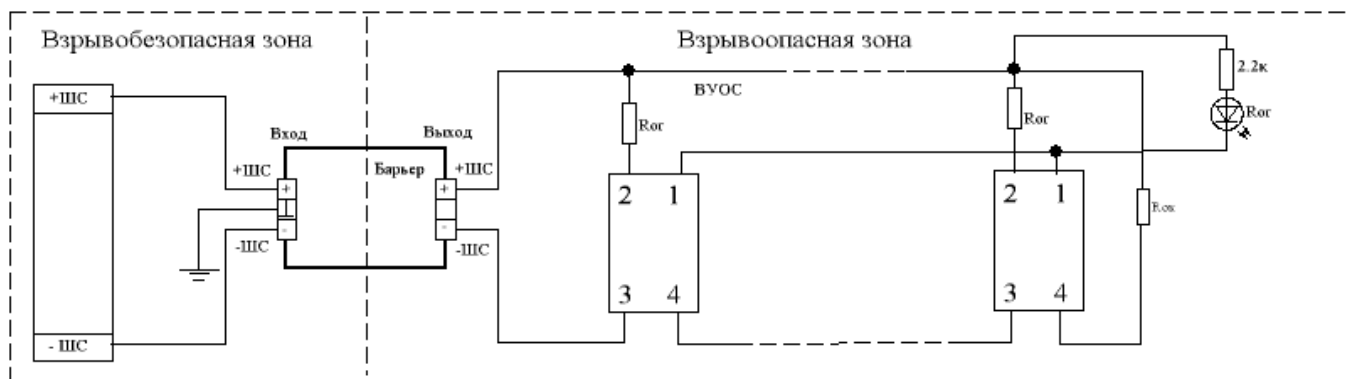 Взрывобезопасная зона
Взрывоопасная зона
+ШС
- ШС
Вход
+ШС
+
-
-ШС
Барьер
Выход
+ШС
+
-
-ШС
ВУОС
Rог
2 1
3 4
Rог
2 1
3 4
2.2к
Rог
Rок